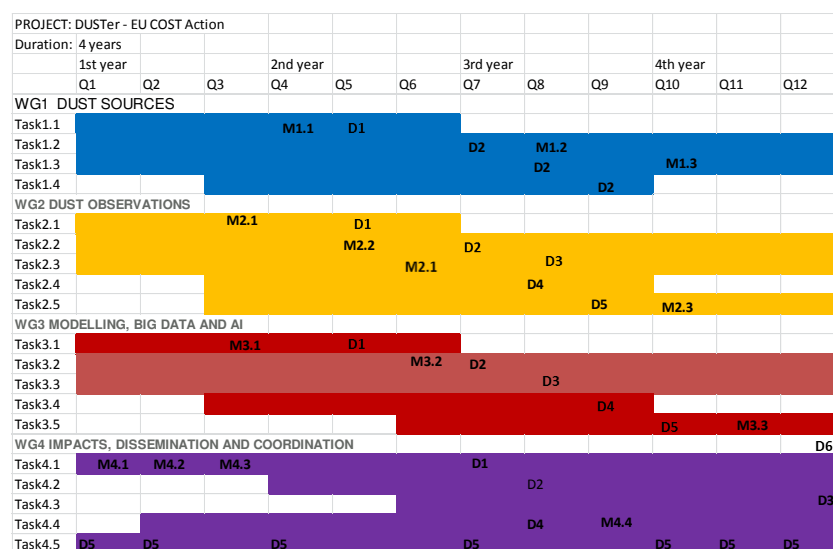 PROJECT: DUSTer - EU COST Action
Duration: 4 years
1st year 2nd year 3rd year 4th year
Q1 Q2 Q3 Q4 Q5 Q6 Q7 Q8 Q9 Q10 Q11 Q12
WG1 DUST SOURCES
Task1.1 M1.1 D1
Task1.2 D2 M1.2
Task1.3 D2 M1.3
Task1.4 D2
WG2 DUST OBSERVATIONS
Task2.1 M2.1 D1
Task2.2 M2.2 D2
Task2.3 M2.1 D3
Task2.4 D4
Task2.5 D5 M2.3
WG3 MODELLING, BIG DATA AND AI
Task3.1 M3.1 D1
Task3.2 M3.2 D2
Task3.3 D3
Task3.4 D4
Task3.5 D5 M3.3
WG4 IMPACTS, DISSEMINATION AND COORDINATION D6
Task4.1 M4.1 M4.2 M4.3 D1
Task4.2 D2
Task4.3 D3
Task4.4 D4 M4.4
Task4.5 D5 D5 D5 D5 D5 D5 D5